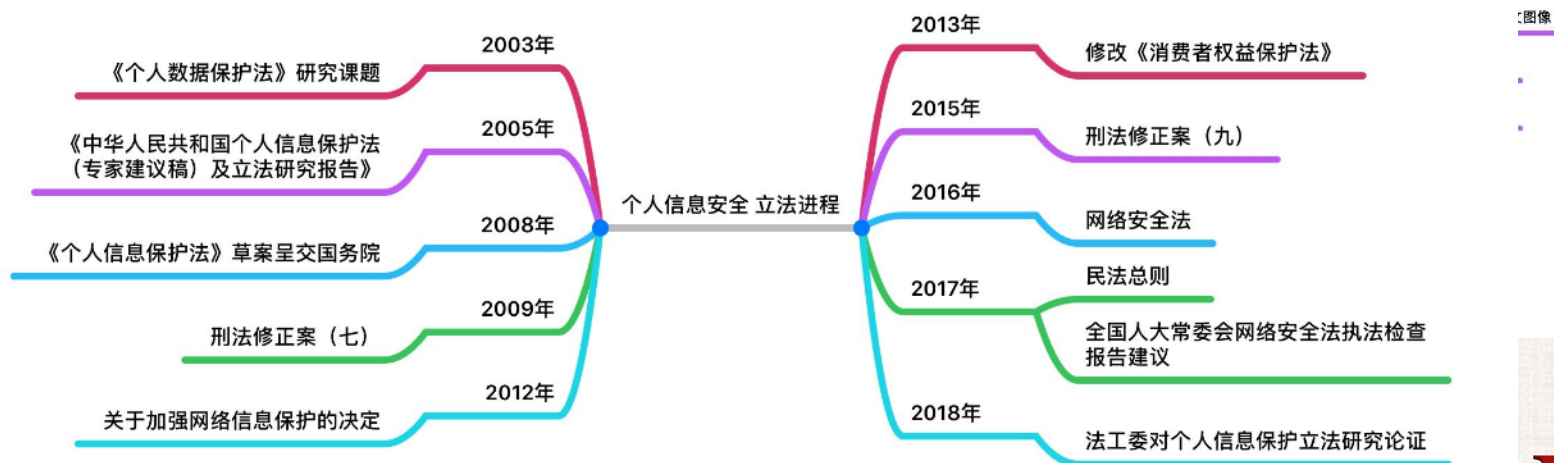 个人信息安全 立法进程
2003年
《个人数据保护法》研究课题
2005年
《中华人民共和国个人信息保护法
（专家建议稿）及立法研究报告》
2008年
《个人信息保护法》草案呈交国务院
2009年
刑法修正案（七）
2012年
关于加强网络信息保护的决定
2013年
修改《消费者权益保护法》
2015年
刑法修正案（九）
2016年
网络安全法
2017年
民法总则
全国人大常委会网络安全法执法检查
报告建议
2018年
法工委对个人信息保护立法研究论证
图像